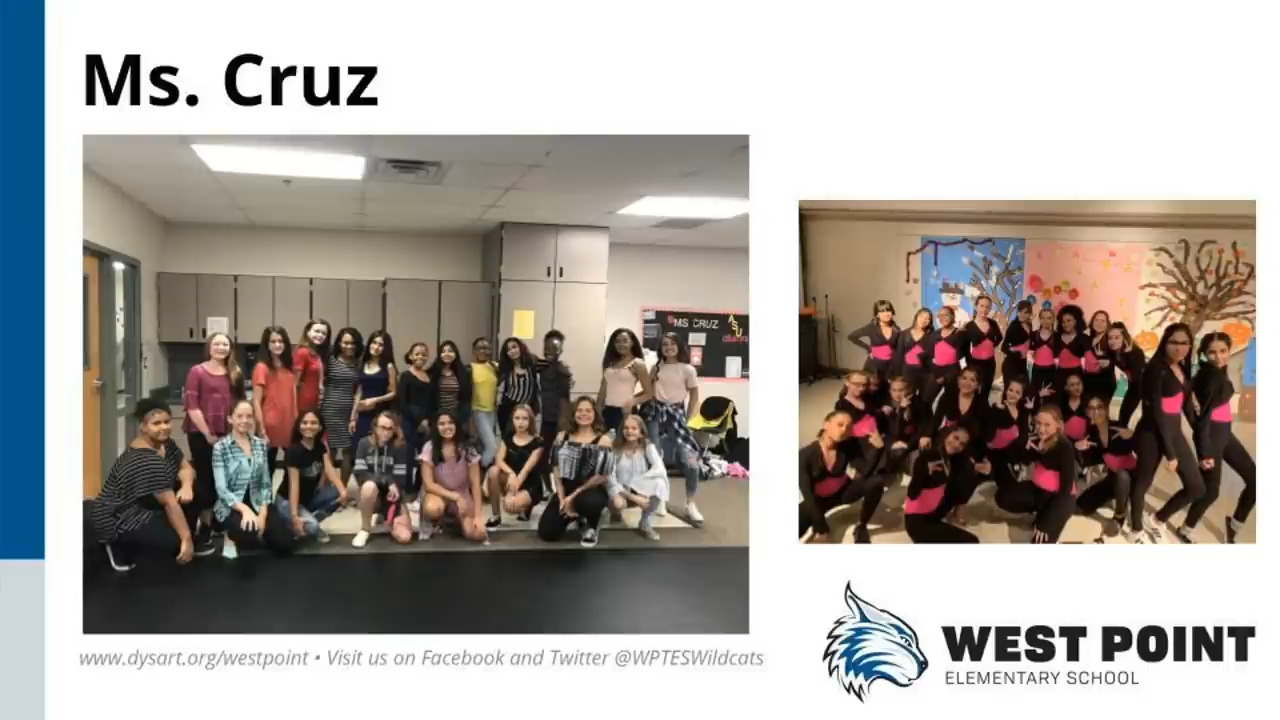 Ms. Cruz
MS CRUZ
ASU
www.dysart.org/westpoint • Visit us on Facebook and Twitter @WPTESWildcats
WEST POINT
ELEMENTARY SCHOOL